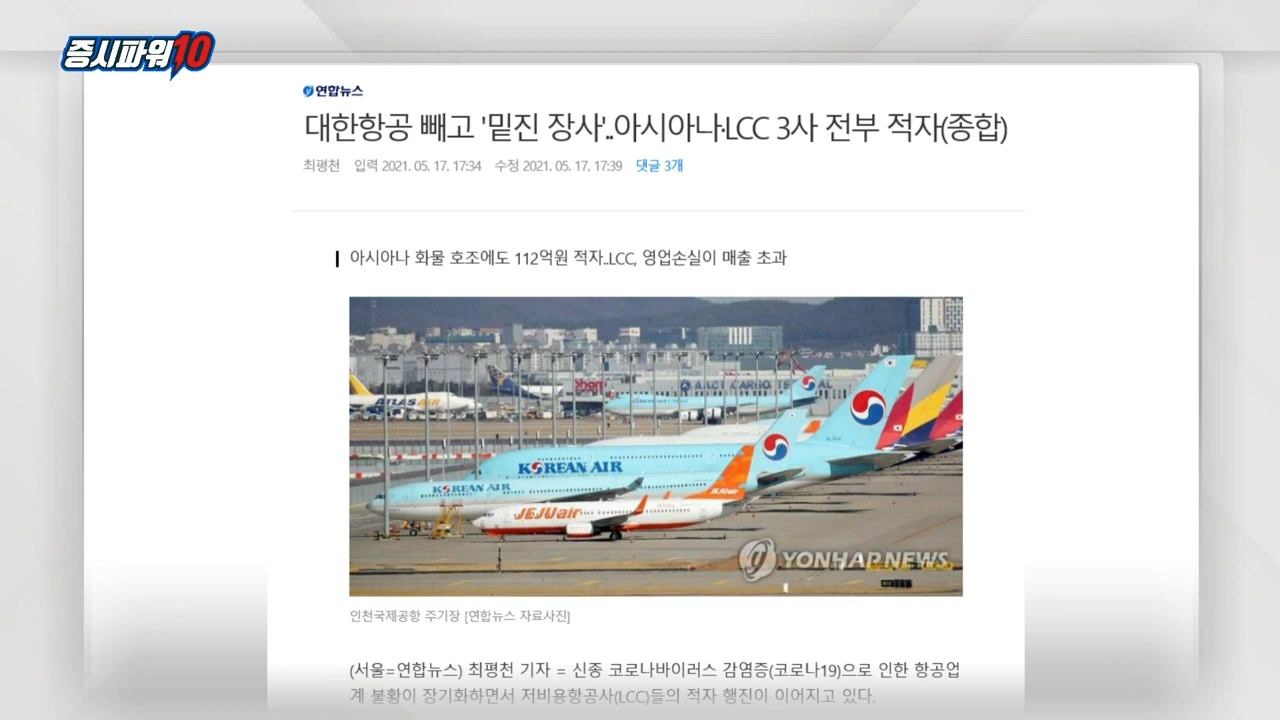 증시파워10
연합뉴스
대한항공 빼고 '밑진 장사'..아시아나·LCC 3사 전부 적자(종합)
최평천 입력 2021. 05. 17. 17:34 수정 2021. 05. 17. 17:39 댓글 3개
아시아나 화물 호조에도 112억원 적자..LCC, 영업손실이 매출 초과
ATLAS AIR
AACT CARGO TERMINAL
KOREAN AIR
KOREAN AIR
JEJUair
JEJUair
YONHAP NEWS
인천국제공항 주기장 [연합뉴스 자료사진]
(서울=연합뉴스) 최평천 기자 = 신종 코로나바이러스 감염증(코로나19)으로 인한 항공업
계 불황이 장기화하면서 저비용항공사(LCC)들의 적자 행진이 이어지고 있다.